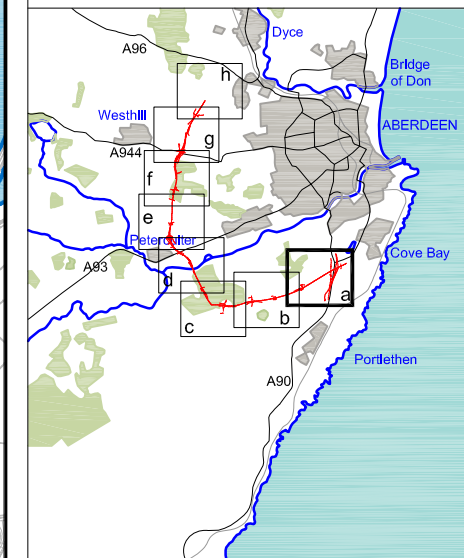 Dyce
A96
h
Bridge
of Don
Westhill
ABERDEEN
g
A944
f
e
Peterculter
Cove Bay
A93
d
a
b
c
Portlethen
A90